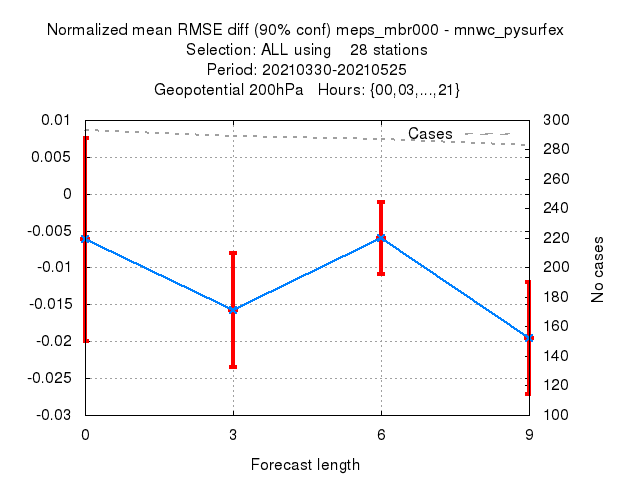 Normalized mean RMSE diff (90% conf) meps_mbr000 - mnwc_pysurfex
Selection: ALL using    28 stations
Period: 20210330-20210525
Geopotential 200hPa   Hours: {00,03,...,21}
0.01
0.005
0
-0.005
-0.01
-0.015
-0.02
-0.025
-0.03
Cases
300
280
260
240
220
200
180
160
140
120
100
No cases
0 3 6 9
Forecast length